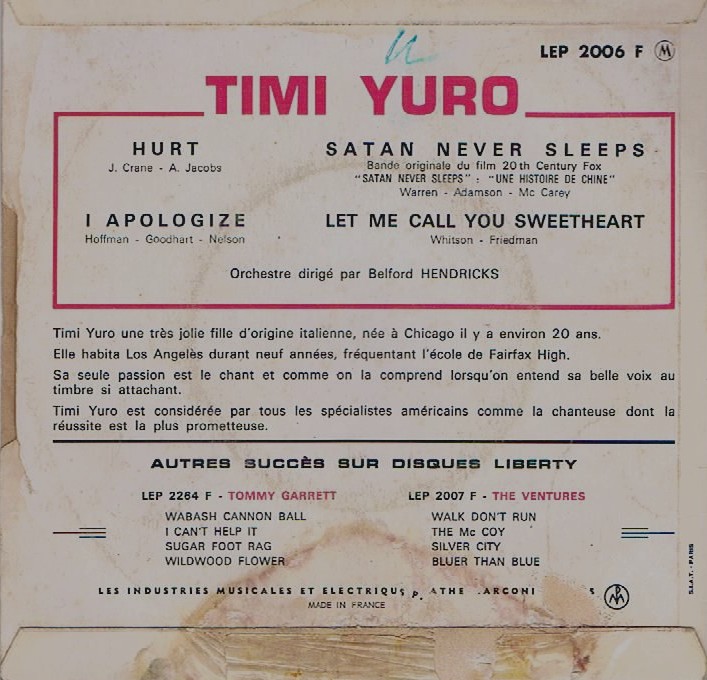 LEP 2006 F M
TIMI YURO
HURT
J. Crane - A. Jacobs
SATAN NEVER SLEEPS
Bande originale du film 20th Century Fox
"SATAN NEVER SLEEPS" : "UNE HISTOIRE DE CHINE"
Warren - Adamson - Mc Carey
I APOLOGIZE
Hoffman - Goodhart - Nelson
LET ME CALL YOU SWEETHEART
Whitson - Friedman
Orchestre dirigé par Belford HENDRICKS
Timi Yuro une très jolie fille d'origine italienne, née à Chicago il y a environ 20 ans.
Elle habita Los Angelès durant neuf années, fréquentant l'école de Fairfax High.
Sa seule passion est le chant et comme on la comprend lorsqu'on entend sa belle voix au
timbre si attachant.
Timi Yuro est considérée par tous les spécialistes américains comme la chanteuse dont la
réussite est la plus prometteuse.
AUTRES SUCCÈS SUR DISQUES LIBERTY
LEP 2264 F - TOMMY GARRETT
WABASH CANNON BALL
I CAN'T HELP IT
SUGAR FOOT RAG
WILDWOOD FLOWER
LEP 2007 F - THE VENTURES
WALK DON'T RUN
THE Mc COY
SILVER CITY
BLUER THAN BLUE
LES INDUSTRIES MUSICALES ET ELECTRIQU P. ATHE ARCONI S
MADE IN FRANCE
S.I.A.T. - PARIS